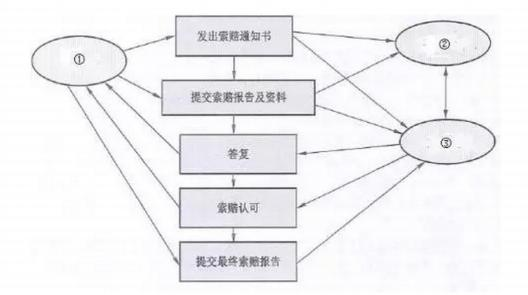 发出索赔通知书
②
①
提交索赔报告及资料
③
答复
索赔认可
提交最终索赔报告